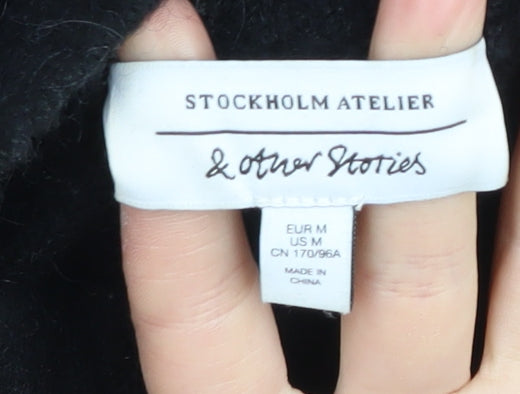 STOCKHOLM ATELIER
& other Stories
EUR M
US M
CN 170/96A
MADE IN
CHINA